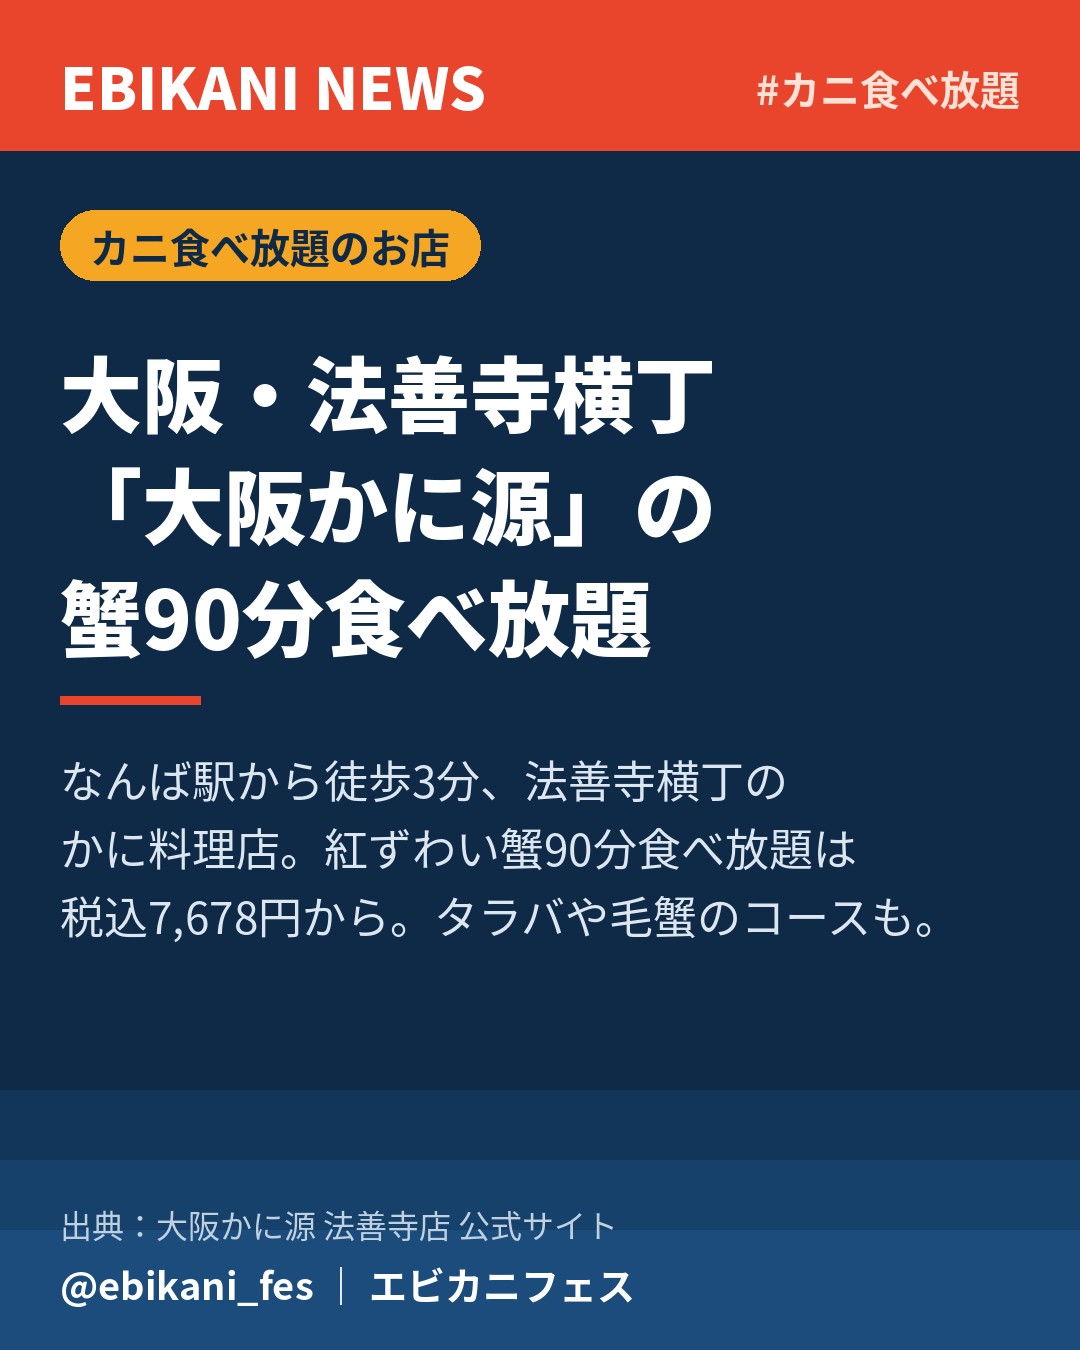 EBIKANI NEWS
#カニ食べ放題
カニ食べ放題のお店
大阪・法善寺横丁
「大阪かに源」の
蟹90分食べ放題
なんば駅から徒歩3分、法善寺横丁の
かに料理店。紅ずわい蟹90分食べ放題は
税込7,678円から。タラバや毛蟹のコースも。
出典：大阪かに源 法善寺店 公式サイト
@ebikani_fes ｜ エビカニフェス